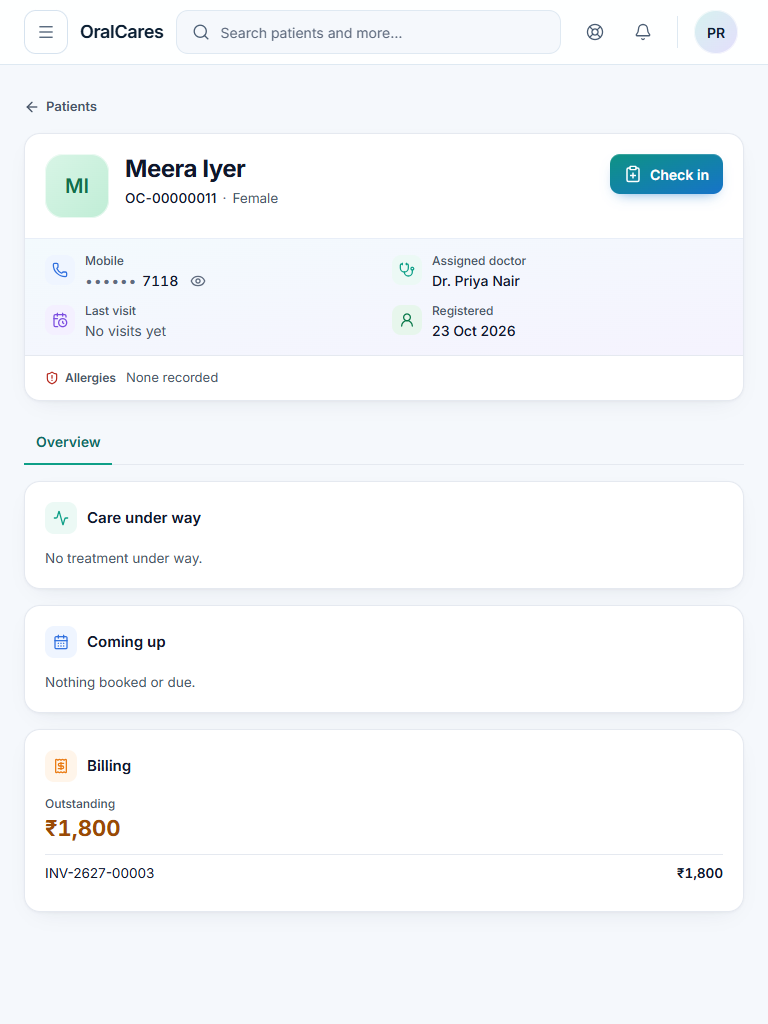 OralCares
Search patients and more...
PR
Patients
MI
Meera Iyer
OC-00000011 · Female
Check in
Mobile
•••••• 7118
Assigned doctor
Dr. Priya Nair
Last visit
No visits yet
Registered
23 Oct 2026
Allergies None recorded
Overview
Care under way
No treatment under way.
Coming up
Nothing booked or due.
Billing
Outstanding
₹1,800
INV-2627-00003 ₹1,800